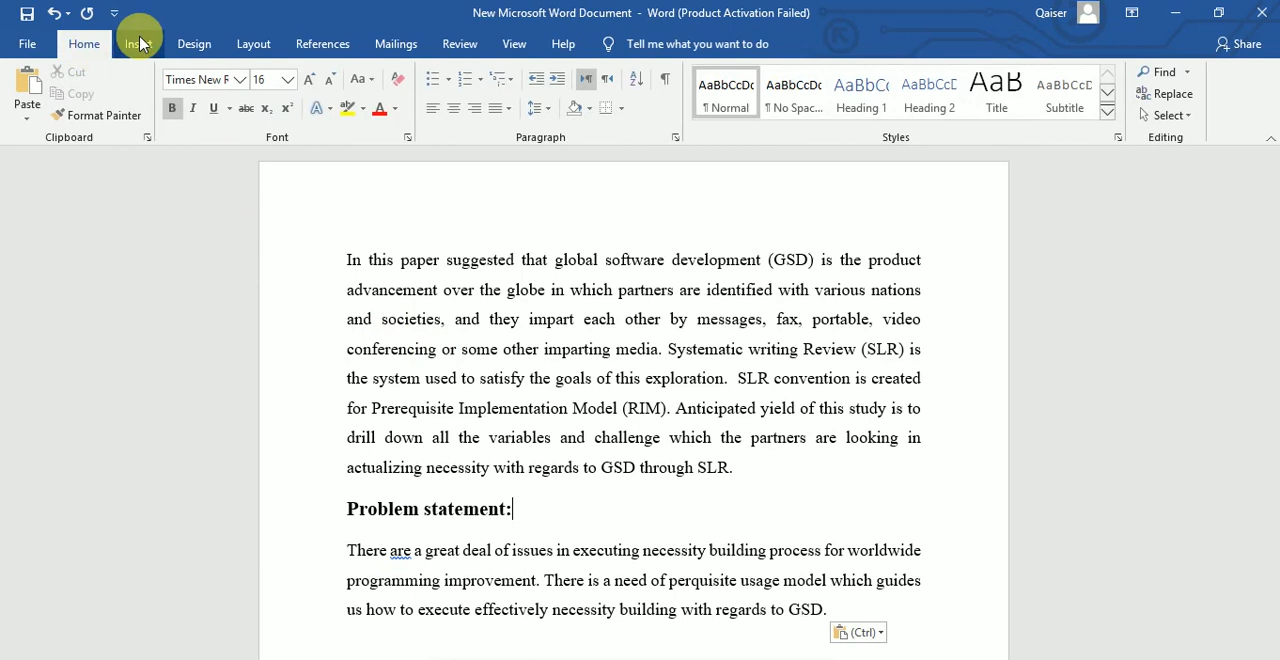 New Microsoft Word Document - Word (Product Activation Failed)
Qaiser
File Home Insert Design Layout References Mailings Review View Help Tell me what you want to do
Share
Paste
Cut
Copy
Format Painter
Clipboard
Times New R 16
Aa
B I U abc x₂ x²
Font
Paragraph
AaBbCcDc AaBbCcDc AaBbCc AaBbCcD AaB AaBbCcD
¶ Normal ¶ No Spac... Heading 1 Heading 2 Title Subtitle
Styles
Find
Replace
Select
Editing
In this paper suggested that global software development (GSD) is the product
advancement over the globe in which partners are identified with various nations
and societies, and they impart each other by messages, fax, portable, video
conferencing or some other imparting media. Systematic writing Review (SLR) is
the system used to satisfy the goals of this exploration. SLR convention is created
for Prerequisite Implementation Model (RIM). Anticipated yield of this study is to
drill down all the variables and challenge which the partners are looking in
actualizing necessity with regards to GSD through SLR.
Problem statement:
There are a great deal of issues in executing necessity building process for worldwide
programming improvement. There is a need of perquisite usage model which guides
us how to execute effectively necessity building with regards to GSD.
(Ctrl)